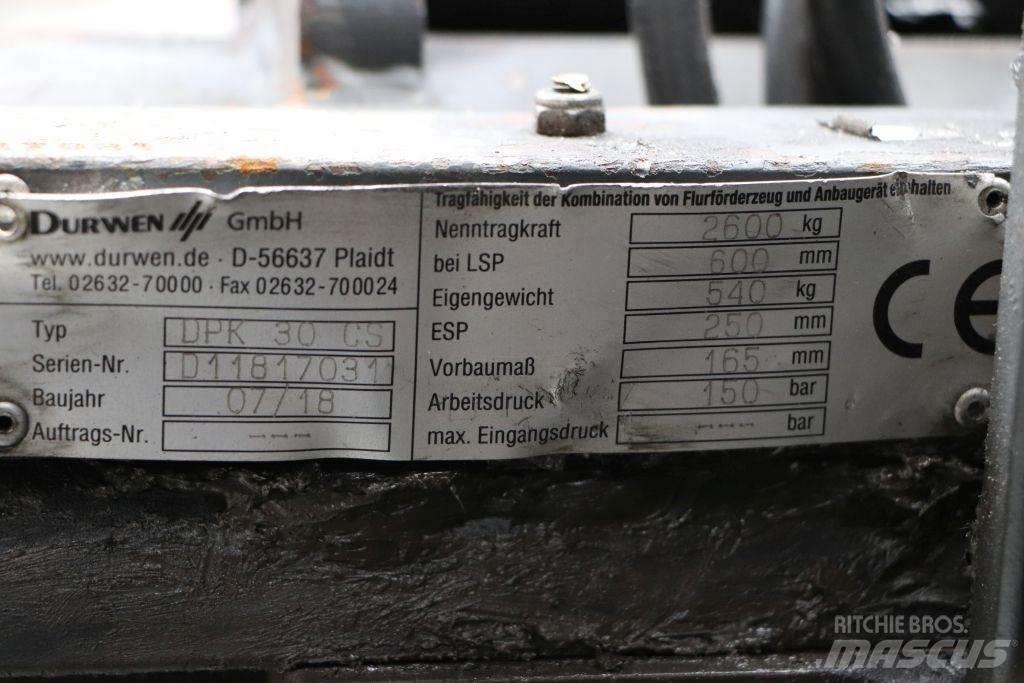 DURWEN GmbH
www.durwen.de · D-56637 Plaidt
Tel. 02632-70000 · Fax 02632-700024
Typ DPK 30 CS
Serien-Nr. D11817031
Baujahr 07/18
Auftrags-Nr. ---
Tragfähigkeit der Kombination von Flurförderzeug und Anbaugerät einhalten
Nenntragkraft 2600 kg
bei LSP 600 mm
Eigengewicht 540 kg
ESP 250 mm
Vorbaumaß 165 mm
Arbeitsdruck 150 bar
max. Eingangsdruck --- bar
CE
RITCHIE BROS.
MASCUS